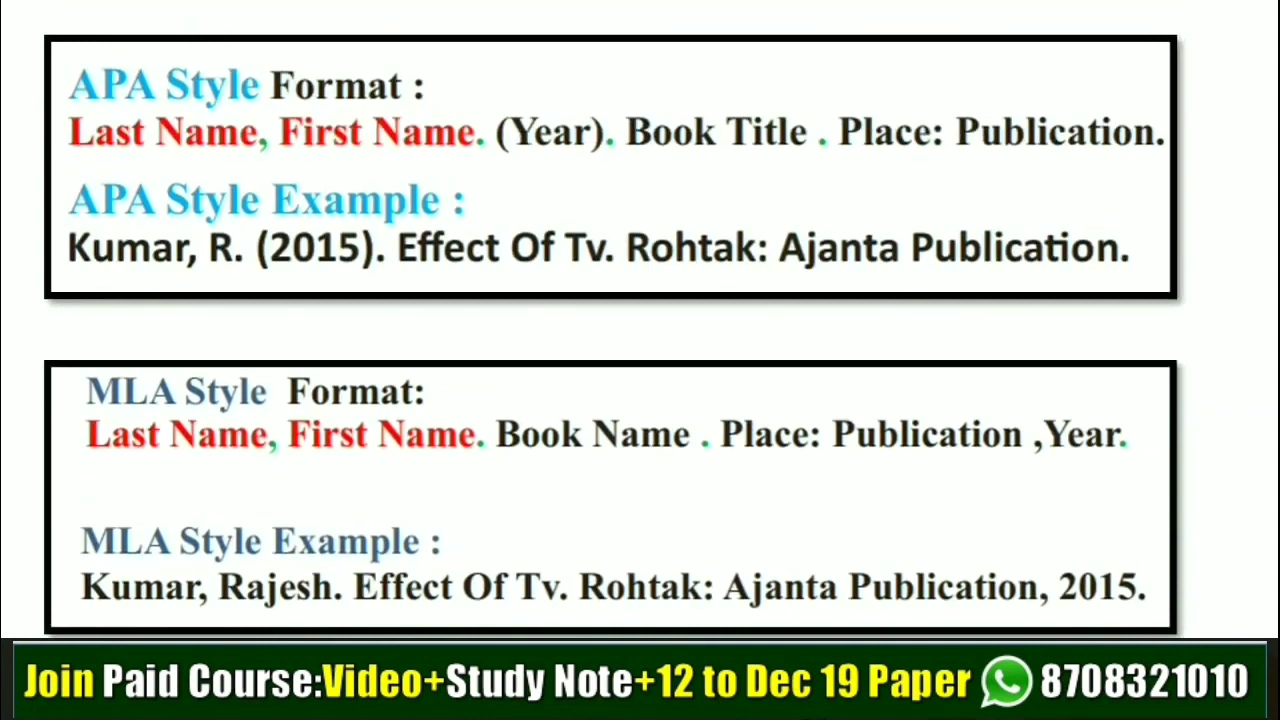 APA Style Format :
Last Name, First Name. (Year). Book Title . Place: Publication.
APA Style Example :
Kumar, R. (2015). Effect Of Tv. Rohtak: Ajanta Publication.
MLA Style Format:
Last Name, First Name. Book Name . Place: Publication ,Year.
MLA Style Example :
Kumar, Rajesh. Effect Of Tv. Rohtak: Ajanta Publication, 2015.
Join Paid Course:Video+Study Note+12 to Dec 19 Paper 8708321010